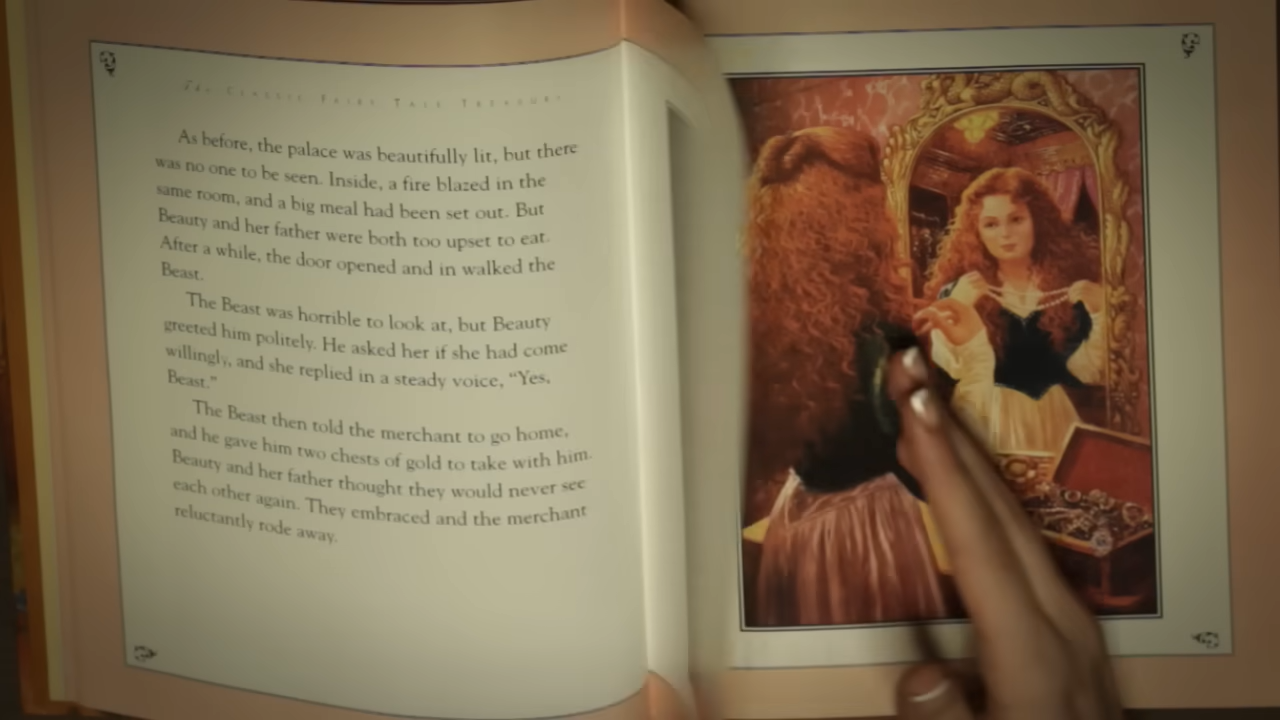 The Classic Fairy Tale Treasury
As before, the palace was beautifully lit, but there
was no one to be seen. Inside, a fire blazed in the
same room, and a big meal had been set out. But
Beauty and her father were both too upset to eat.
After a while, the door opened and in walked the
Beast.
The Beast was horrible to look at, but Beauty
greeted him politely. He asked her if she had come
willingly, and she replied in a steady voice, “Yes,
Beast.”
The Beast then told the merchant to go home,
and he gave him two chests of gold to take with him.
Beauty and her father thought they would never see
each other again. They embraced and the merchant
reluctantly rode away.